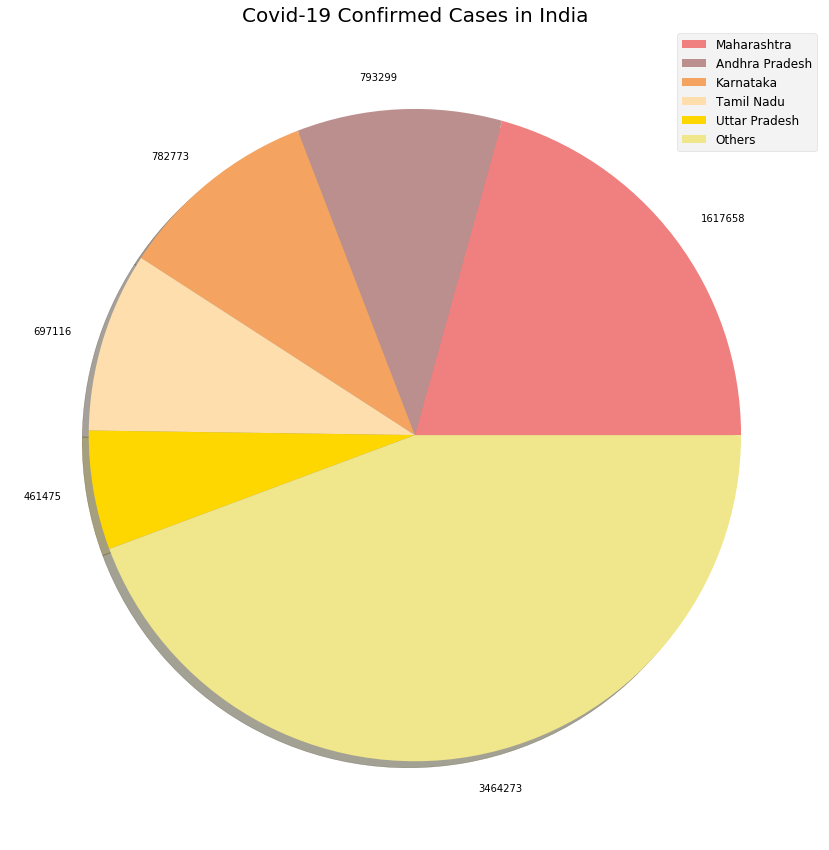 Covid-19 Confirmed Cases in India
Maharashtra
Andhra Pradesh
Karnataka
Tamil Nadu
Uttar Pradesh
Others
793299
782773
1617658
697116
461475
3464273